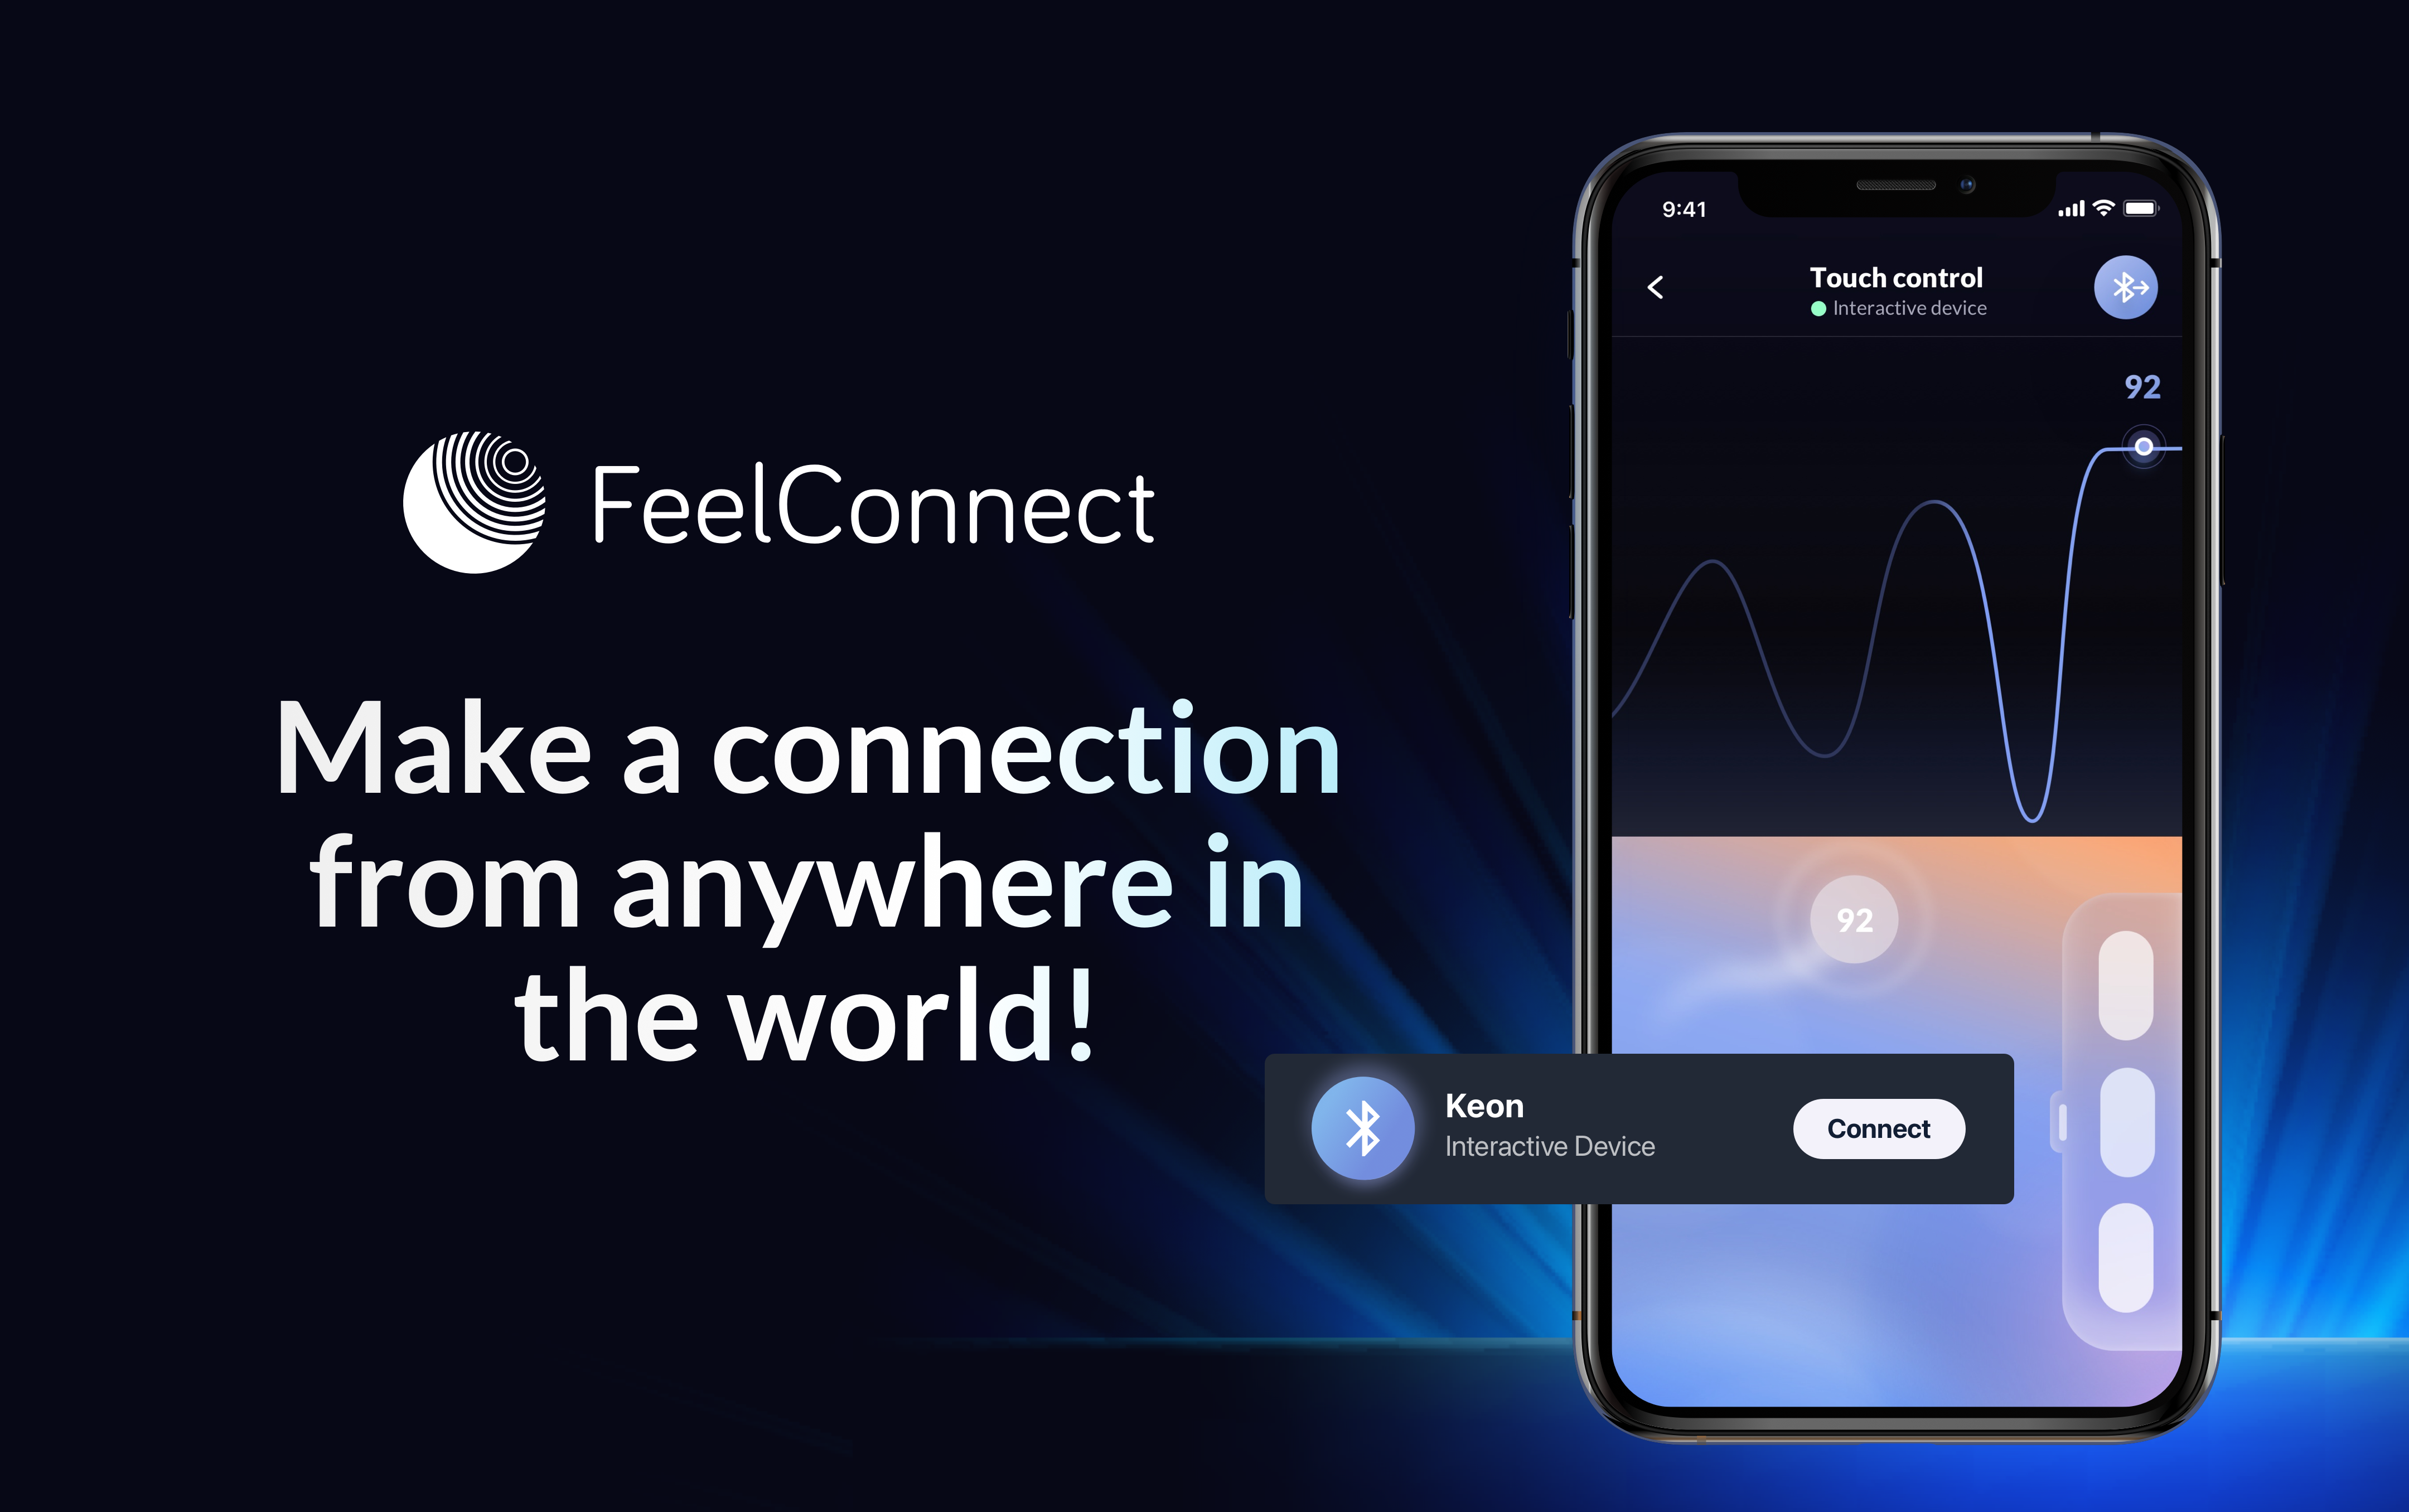 FeelConnect
Make a connection
from anywhere in
the world!
9:41
Touch control
Interactive device
92
92
Keon
Interactive Device
Connect